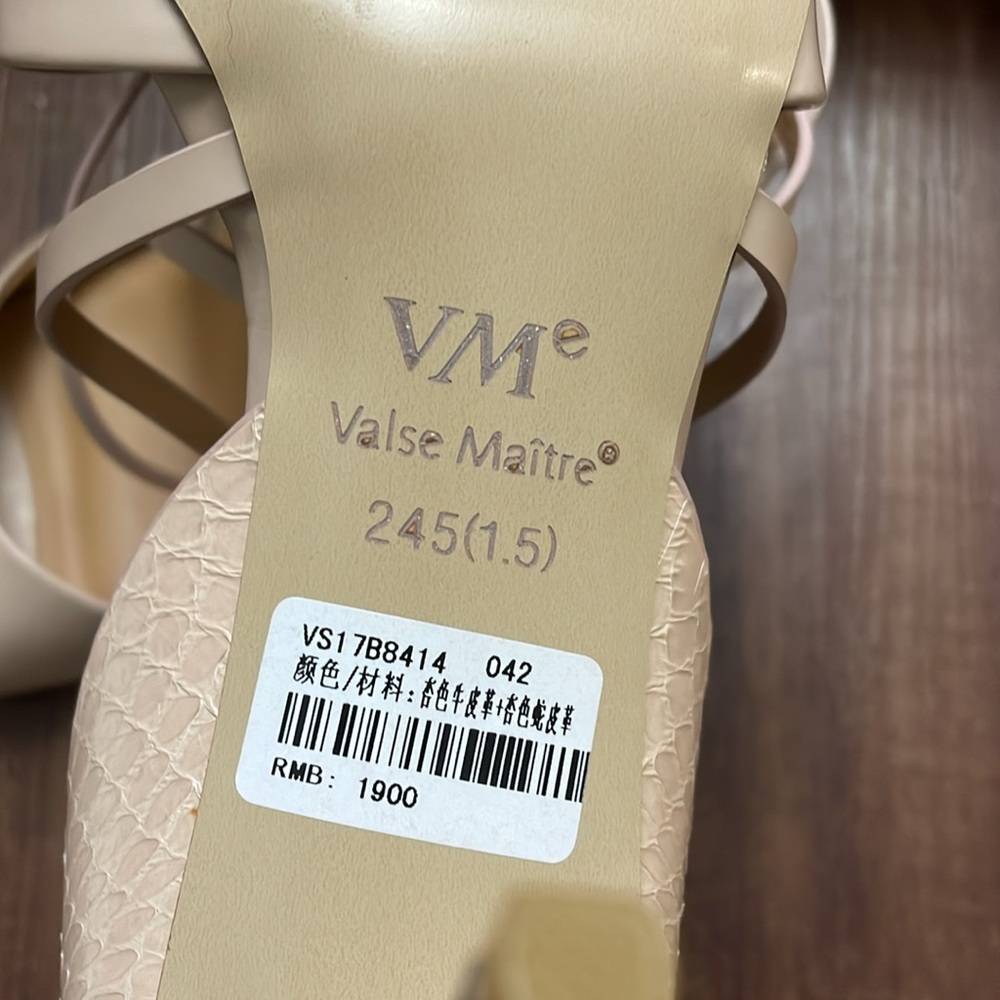 VMe
Valse Maître®
245(1.5)
VS17B8414 042
颜色/材料:杏色牛皮革+杏色蛇皮革
RMB: 1900